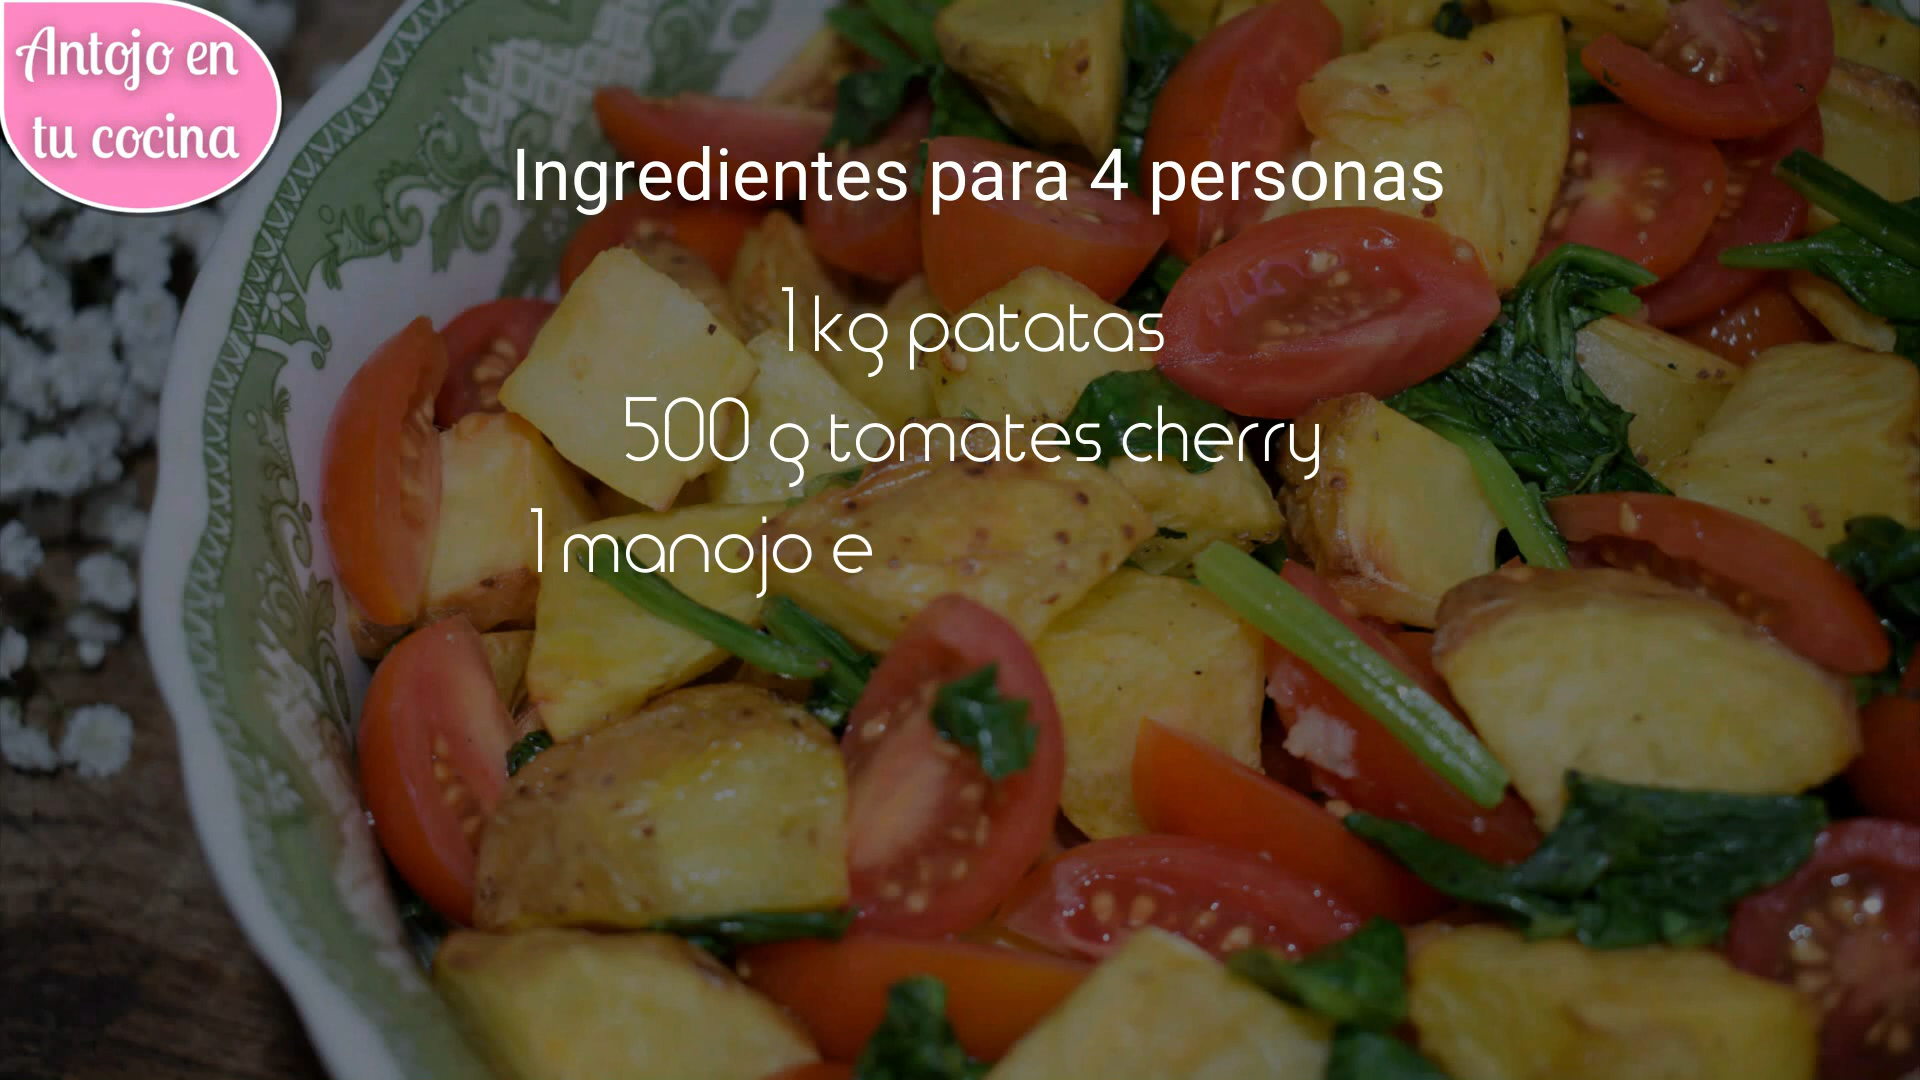 Antojo en
tu cocina
Ingredientes para 4 personas
1 kg patatas
500 g tomates cherry
1 manojo e